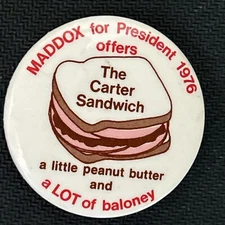 MADDOX for President 1976
offers
The
Carter
Sandwich
a little peanut butter
and
a LOT of baloney